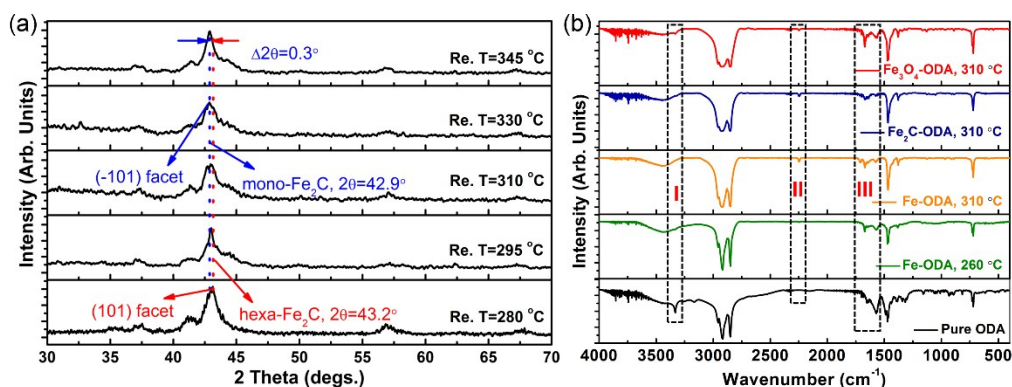 (a)
Δ2θ=0.3°
Re. T=345 °C
Re. T=330 °C
(-101) facet
mono-Fe₂C, 2θ=42.9°
Re. T=310 °C
Re. T=295 °C
(101) facet
hexa-Fe₂C, 2θ=43.2°
Re. T=280 °C
Intensity (Arb. Units)
30 35 40 45 50 55 60 65 70
2 Theta (degs.)
(b)
Fe₃O₄-ODA, 310 °C
Fe₂C-ODA, 310 °C
Fe-ODA, 310 °C
I II III
Fe-ODA, 260 °C
Pure ODA
Intensity (Arb. Units)
4000 3500 3000 2500 2000 1500 1000 500
Wavenumber (cm⁻¹)